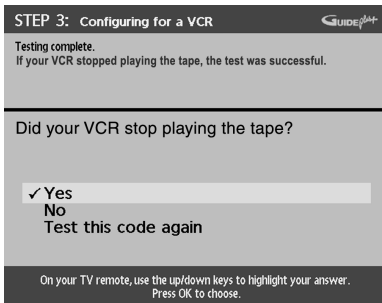 STEP 3: Configuring for a VCR
GUIDE Plus+
Testing complete.
If your VCR stopped playing the tape, the test was successful.
Did your VCR stop playing the tape?
✓ Yes
No
Test this code again
On your TV remote, use the up/down keys to highlight your answer.
Press OK to choose.